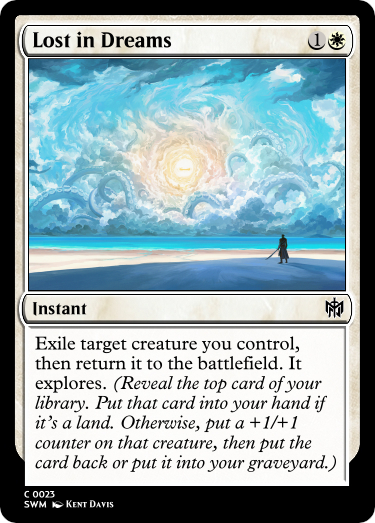 Lost in Dreams 1
Instant
Exile target creature you control,
then return it to the battlefield. It
explores. (Reveal the top card of your
library. Put that card into your hand if
it's a land. Otherwise, put a +1/+1
counter on that creature, then put the
card back or put it into your graveyard.)
C 0023
SWM Kent Davis